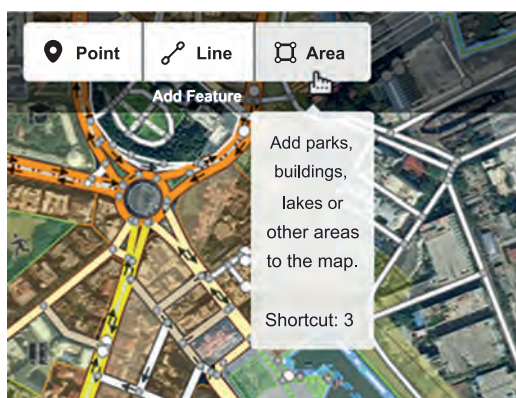 Point
Line
Area
Add Feature
Add parks,
buildings,
lakes or
other areas
to the map.
Shortcut: 3